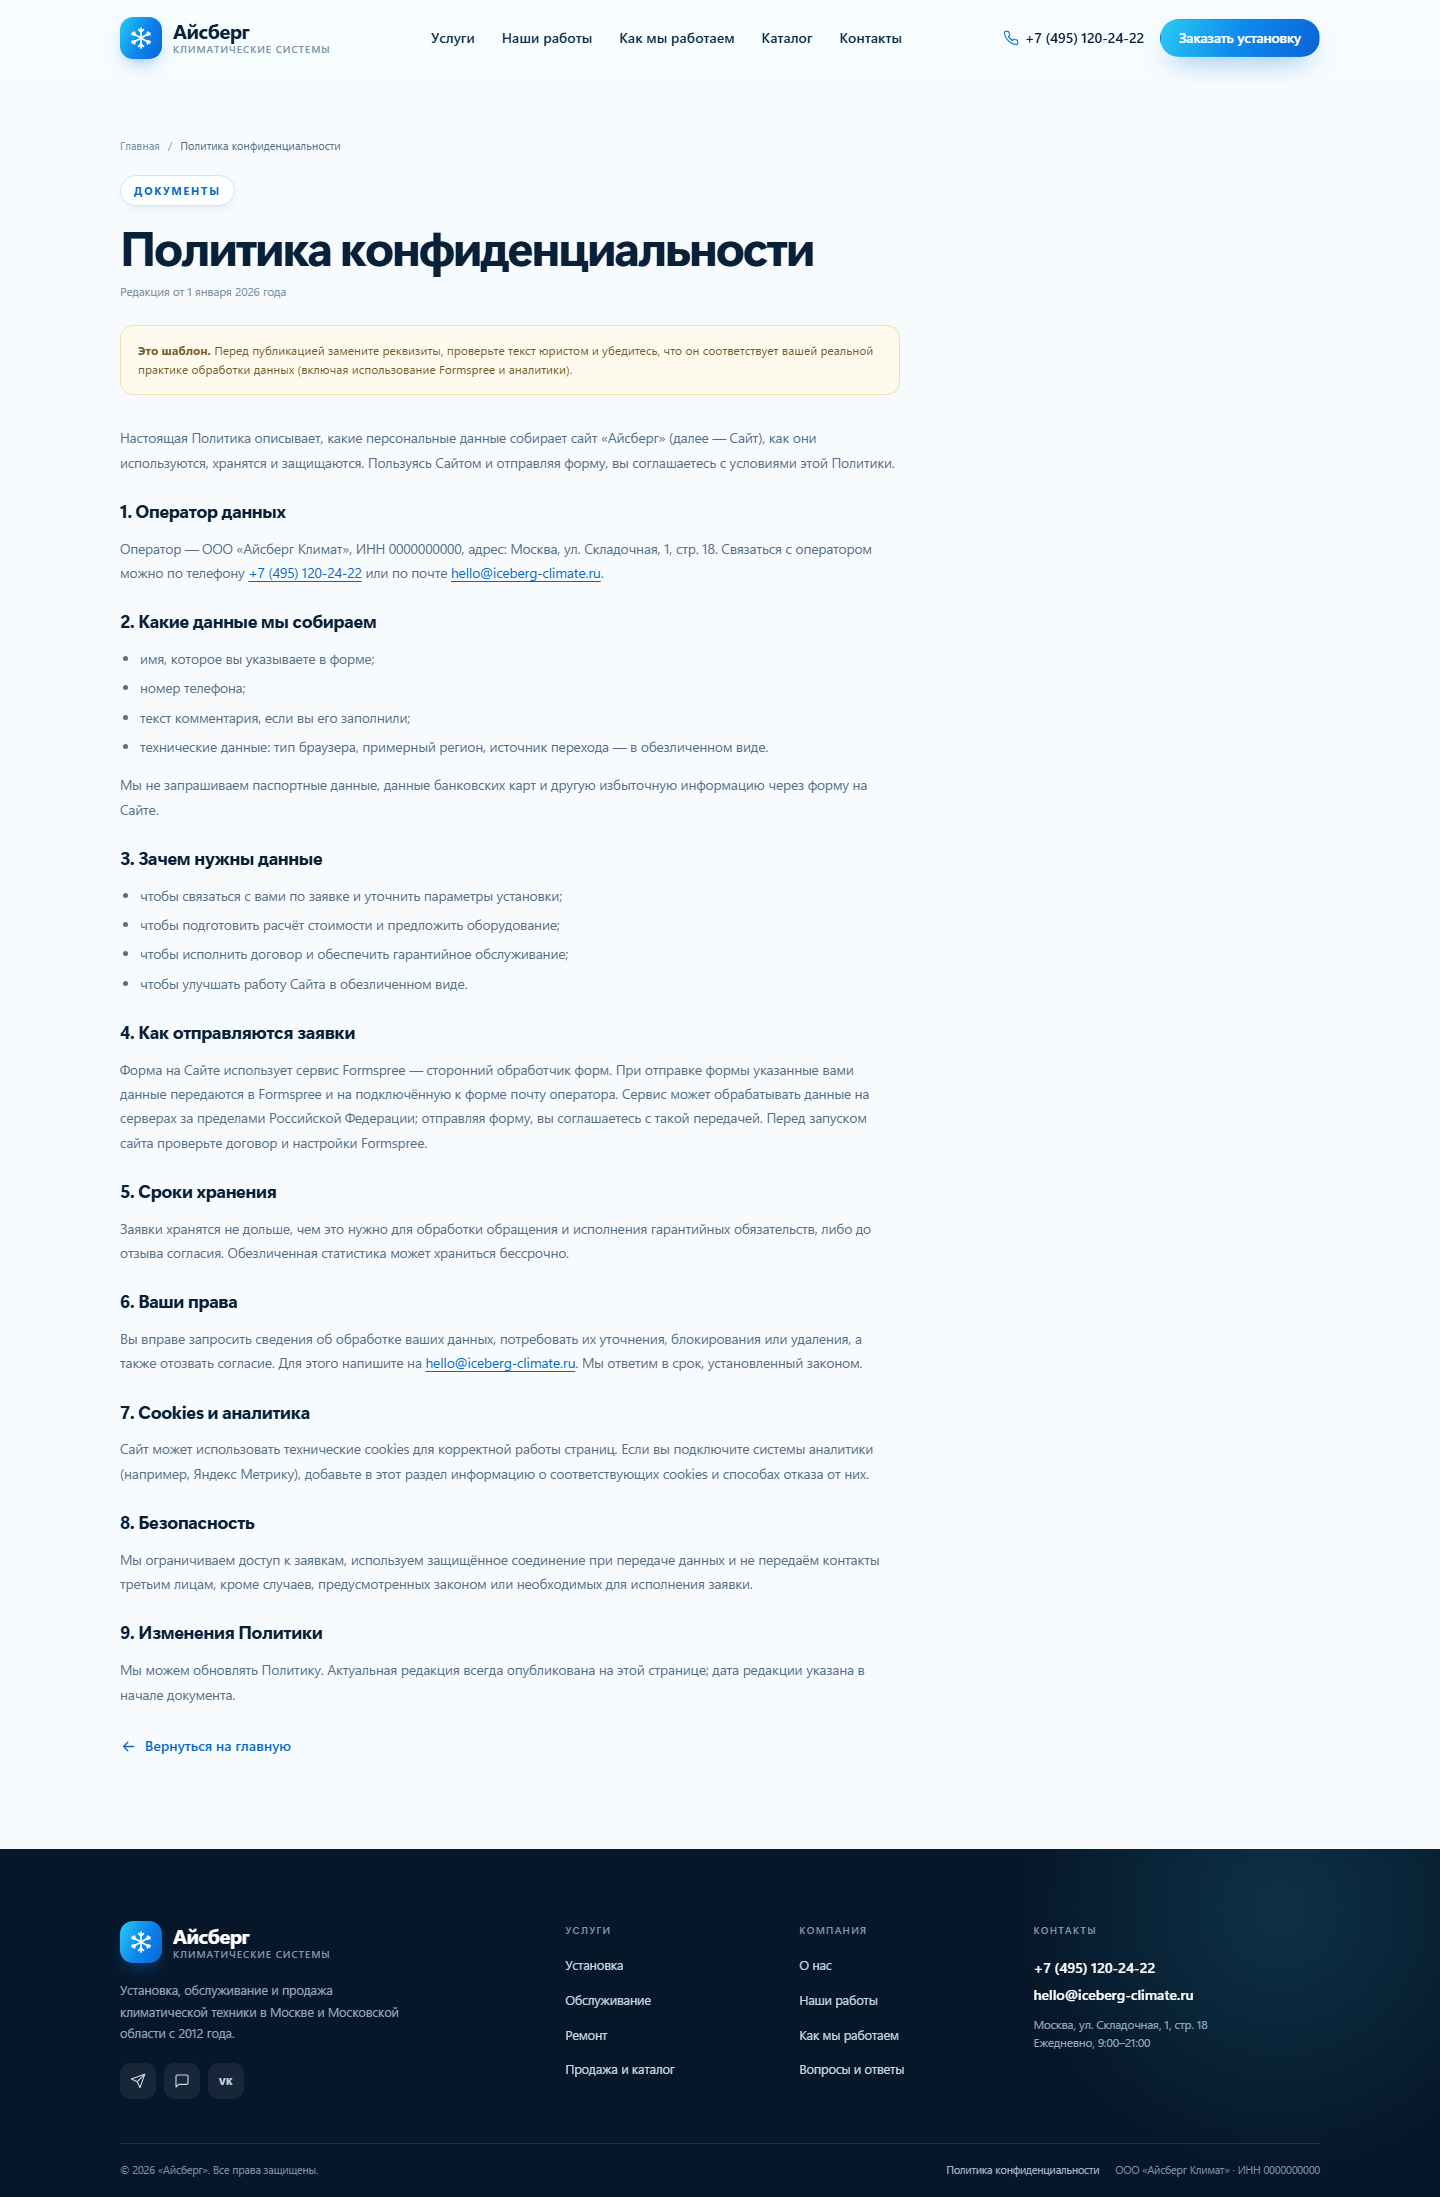 Айсберг
КЛИМАТИЧЕСКИЕ СИСТЕМЫ
Услуги
Наши работы
Как мы работаем
Каталог
Контакты
+7 (495) 120-24-22
Заказать установку
Главная / Политика конфиденциальности
ДОКУМЕНТЫ
Политика конфиденциальности
Редакция от 1 января 2026 года
Это шаблон. Перед публикацией замените реквизиты, проверьте текст юристом и убедитесь, что он соответствует вашей реальной
практике обработки данных (включая использование Formspree и аналитики).
Настоящая Политика описывает, какие персональные данные собирает сайт «Айсберг» (далее — Сайт), как они
используются, хранятся и защищаются. Пользуясь Сайтом и отправляя форму, вы соглашаетесь с условиями этой Политики.
1. Оператор данных
Оператор — ООО «Айсберг Климат», ИНН 0000000000, адрес: Москва, ул. Складочная, 1, стр. 18. Связаться с оператором
можно по телефону +7 (495) 120-24-22 или по почте hello@iceberg-climate.ru.
2. Какие данные мы собираем
• имя, которое вы указываете в форме;
• номер телефона;
• текст комментария, если вы его заполнили;
• технические данные: тип браузера, примерный регион, источник перехода — в обезличенном виде.
Мы не запрашиваем паспортные данные, данные банковских карт и другую избыточную информацию через форму на
Сайте.
3. Зачем нужны данные
• чтобы связаться с вами по заявке и уточнить параметры установки;
• чтобы подготовить расчёт стоимости и предложить оборудование;
• чтобы исполнить договор и обеспечить гарантийное обслуживание;
• чтобы улучшать работу Сайта в обезличенном виде.
4. Как отправляются заявки
Форма на Сайте использует сервис Formspree — сторонний обработчик форм. При отправке формы указанные вами
данные передаются в Formspree и на подключённую к форме почту оператора. Сервис может обрабатывать данные на
серверах за пределами Российской Федерации; отправляя форму, вы соглашаетесь с такой передачей. Перед запуском
сайта проверьте договор и настройки Formspree.
5. Сроки хранения
Заявки хранятся не дольше, чем это нужно для обработки обращения и исполнения гарантийных обязательств, либо до
отзыва согласия. Обезличенная статистика может храниться бессрочно.
6. Ваши права
Вы вправе запросить сведения об обработке ваших данных, потребовать их уточнения, блокирования или удаления, а
также отозвать согласие. Для этого напишите на hello@iceberg-climate.ru. Мы ответим в срок, установленный законом.
7. Cookies и аналитика
Сайт может использовать технические cookies для корректной работы страниц. Если вы подключите системы аналитики
(например, Яндекс Метрику), добавьте в этот раздел информацию о соответствующих cookies и способах отказа от них.
8. Безопасность
Мы ограничиваем доступ к заявкам, используем защищённое соединение при передаче данных и не передаём контакты
третьим лицам, кроме случаев, предусмотренных законом или необходимых для исполнения заявки.
9. Изменения Политики
Мы можем обновлять Политику. Актуальная редакция всегда опубликована на этой странице; дата редакции указана в
начале документа.
← Вернуться на главную
Айсберг
КЛИМАТИЧЕСКИЕ СИСТЕМЫ
Установка, обслуживание и продажа
климатической техники в Москве и Московской
области с 2012 года.
VK
УСЛУГИ
Установка
Обслуживание
Ремонт
Продажа и каталог
КОМПАНИЯ
О нас
Наши работы
Как мы работаем
Вопросы и ответы
КОНТАКТЫ
+7 (495) 120-24-22
hello@iceberg-climate.ru
Москва, ул. Складочная, 1, стр. 18
Ежедневно, 9:00–21:00
© 2026 «Айсберг». Все права защищены.
Политика конфиденциальности
ООО «Айсберг Климат» · ИНН 0000000000